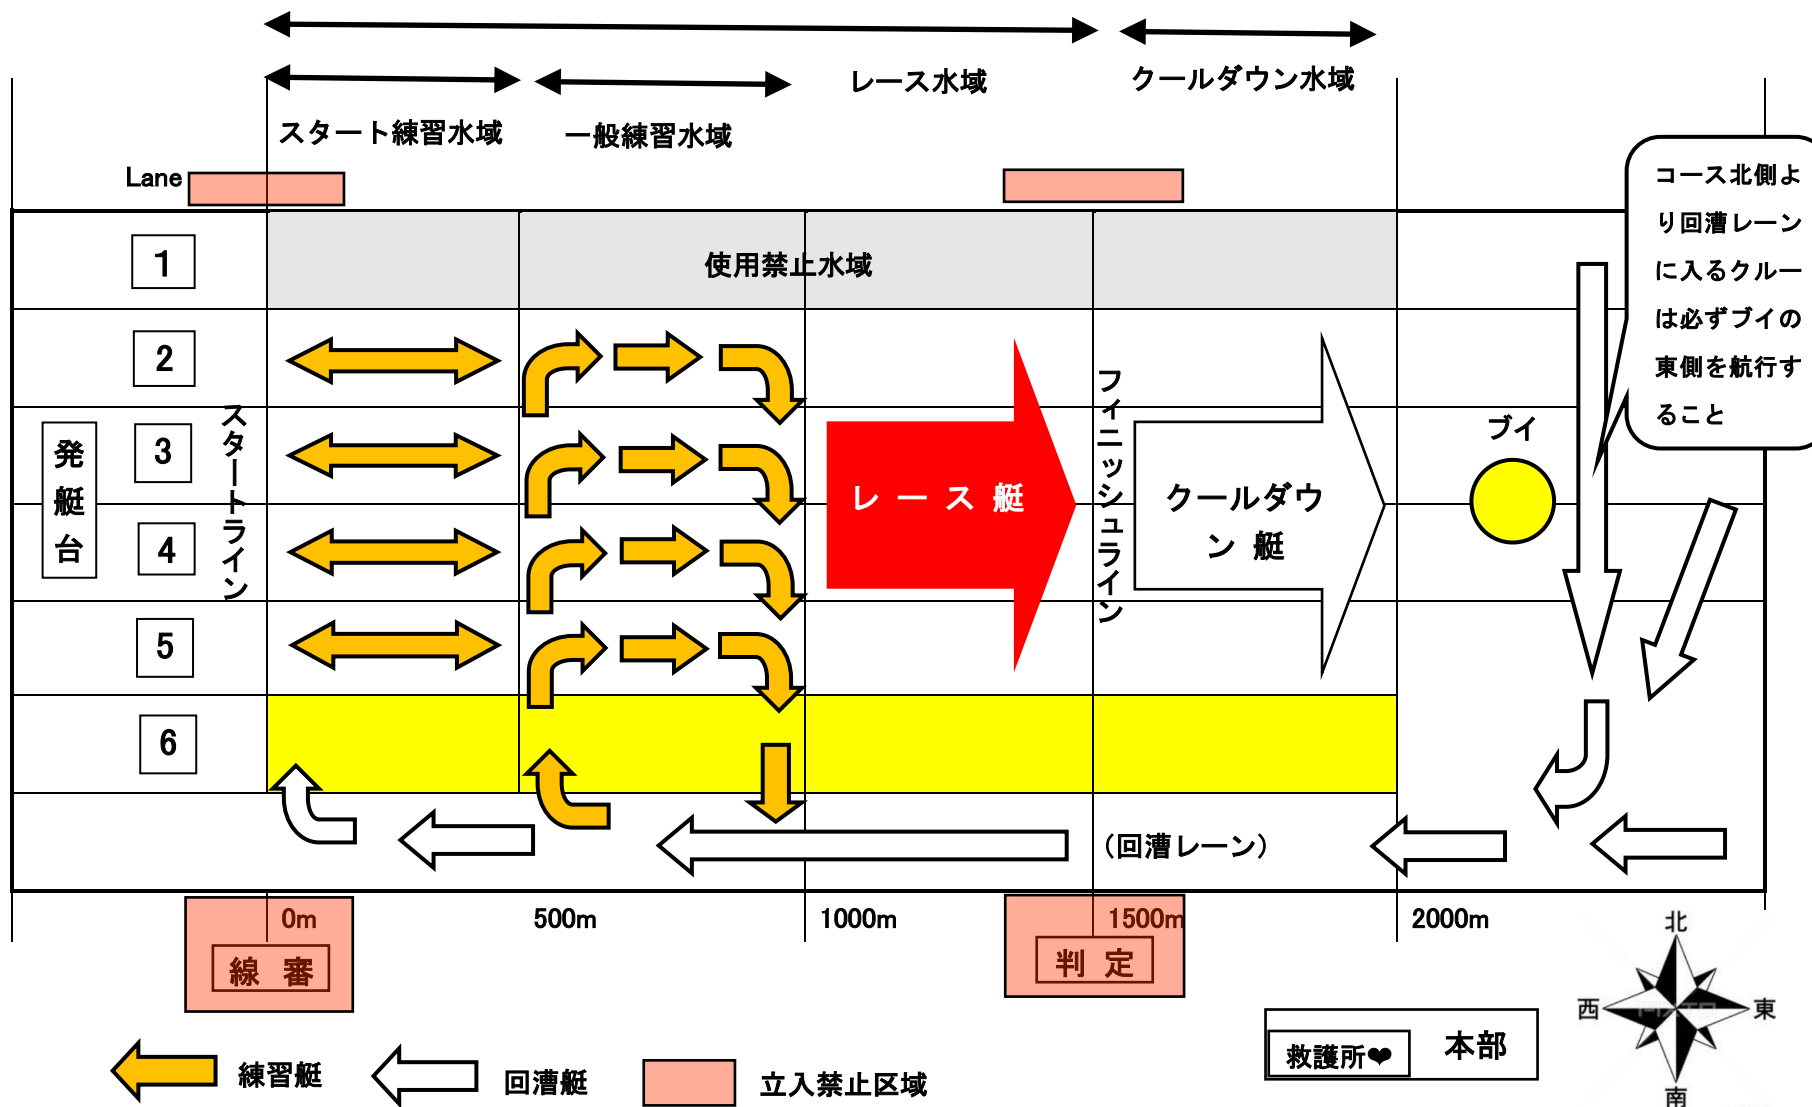 レース水域
クールダウン水域
スタート練習水域
一般練習水域
Lane
コース北側よ
り回漕レーン
に入るクルー
は必ずブイの
東側を航行す
ること
1
使用禁止水域
2
3
4
5
6
発艇台
スタートライン
レース艇
フィニッシュライン
クールダウ
ン艇
ブイ
(回漕レーン)
0m
500m
1000m
1500m
2000m
線審
判定
北
西
東
南
救護所❤
本部
練習艇
回漕艇
立入禁止区域